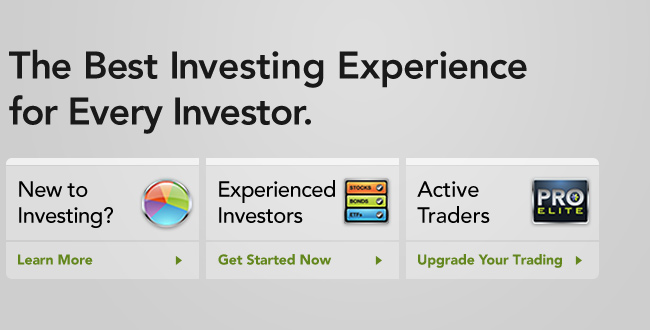 The Best Investing Experience
for Every Investor.
New to
Investing?
Learn More
Experienced
Investors
STOCKS
BONDS
ETFs
Get Started Now
Active
Traders
PRO
ELITE
Upgrade Your Trading